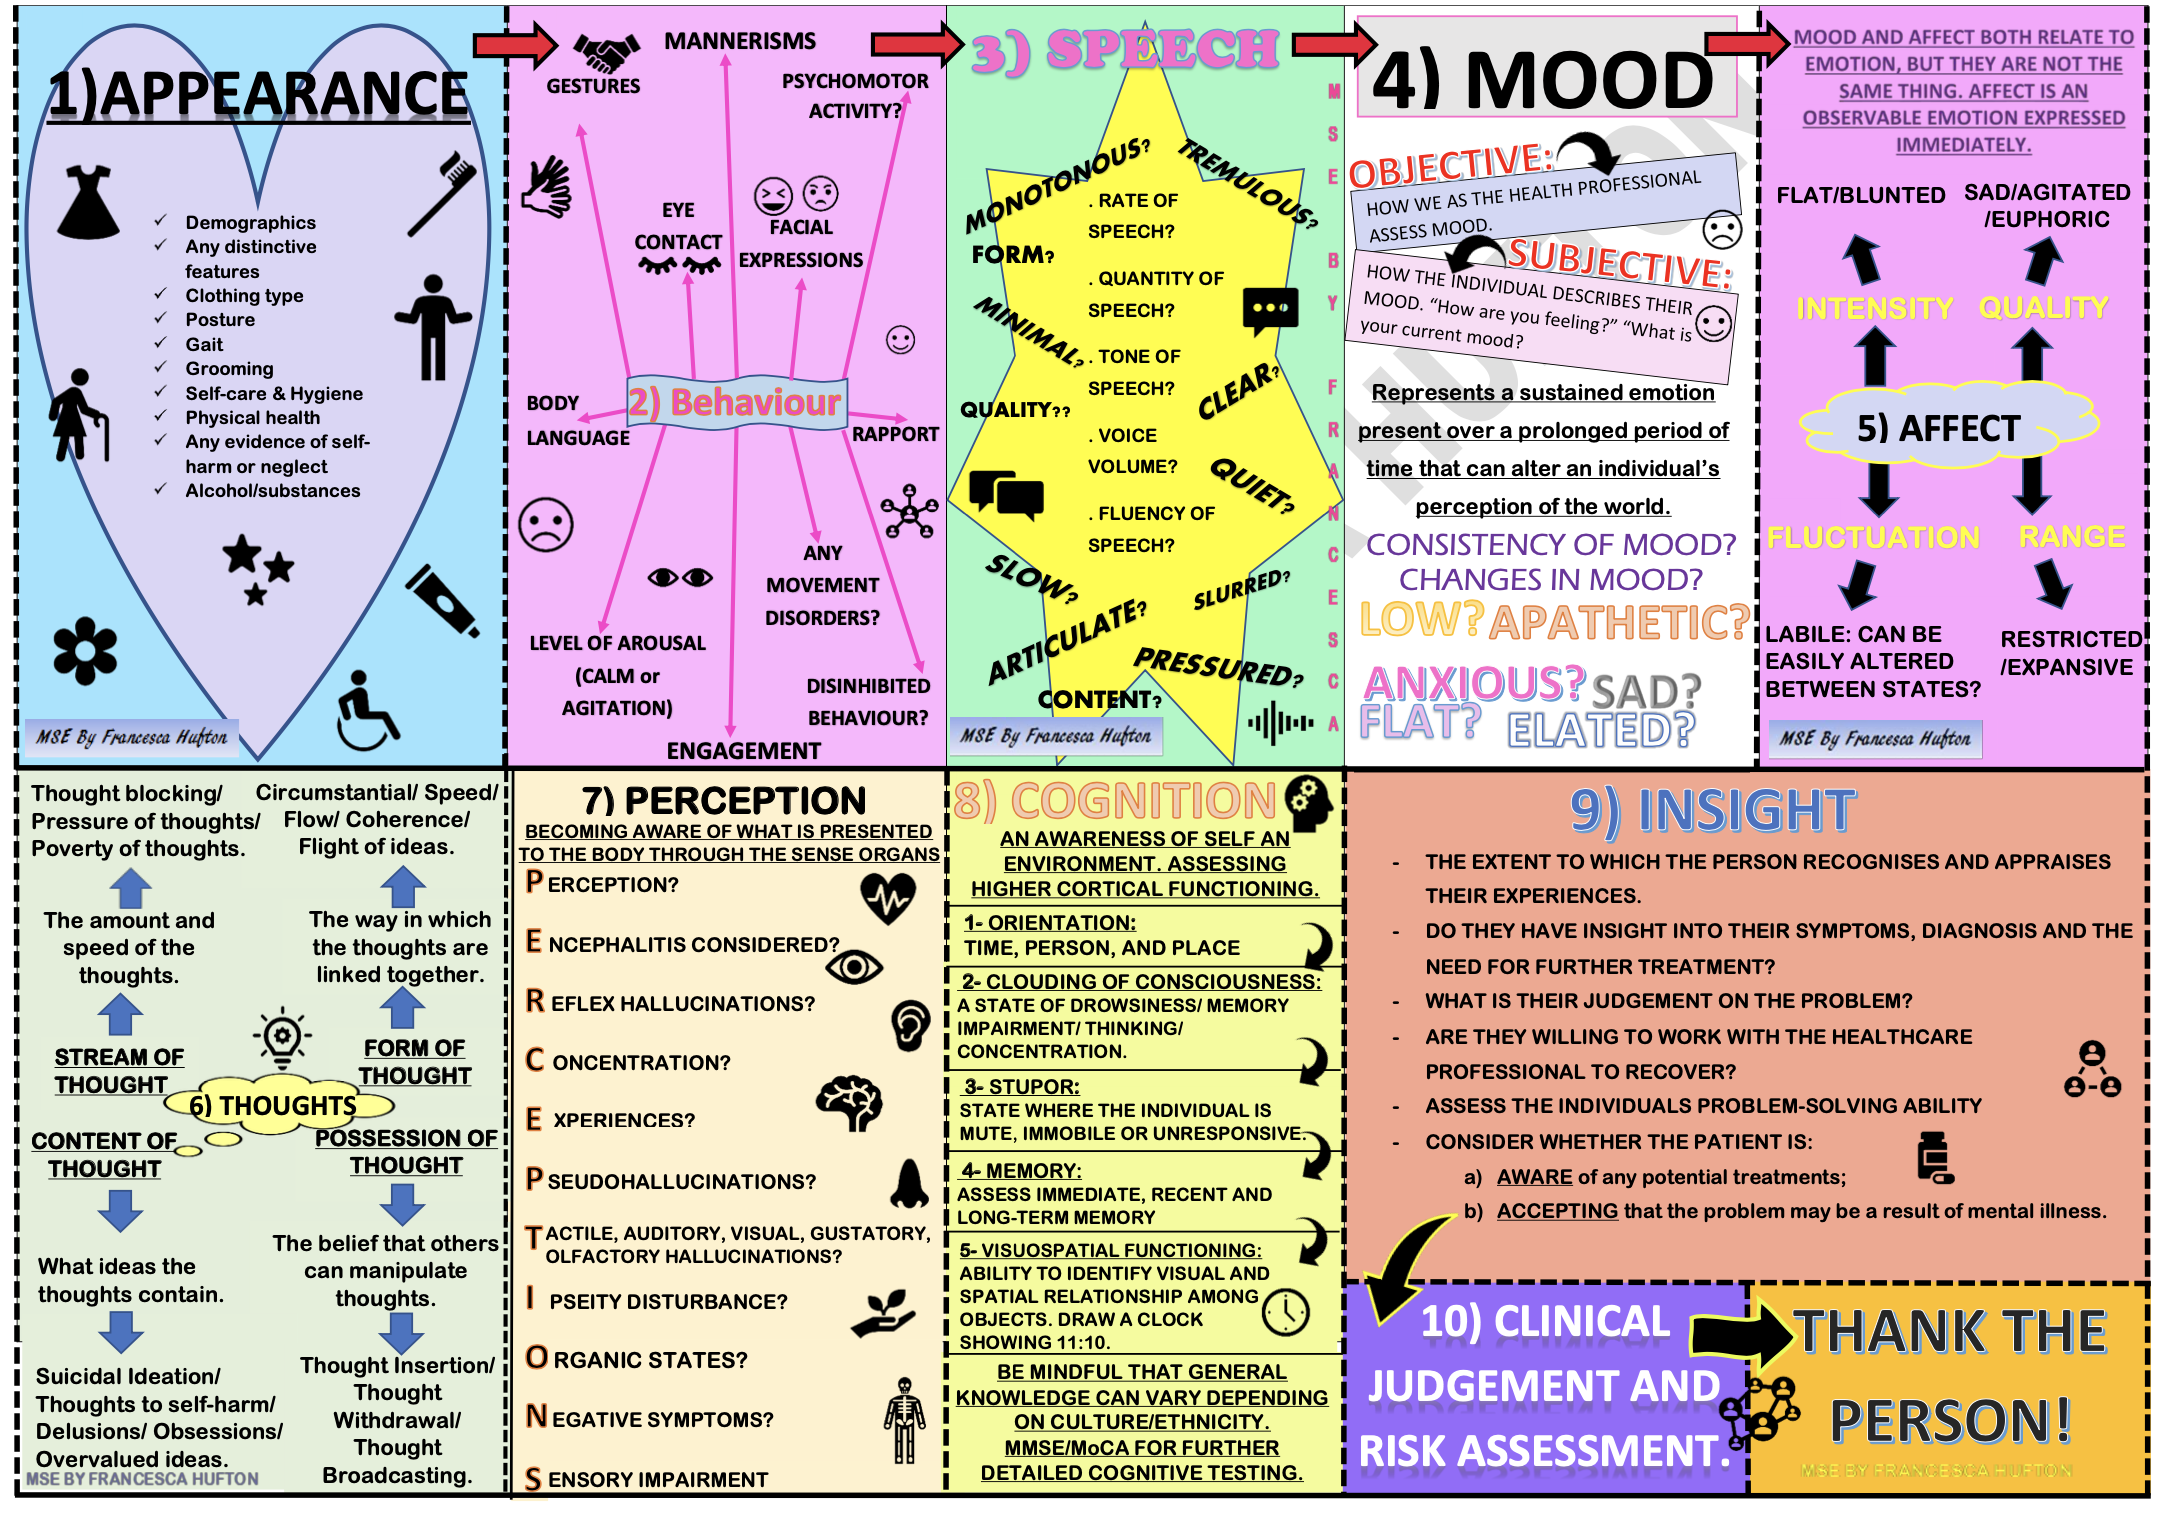 1)APPEARANCE
Demographics
Any distinctive
features
Clothing type
Posture
Gait
Grooming
Self-care & Hygiene
Physical health
Any evidence of self-
harm or neglect
Alcohol/substances
MSE By Francesca Hufton
GESTURES
MANNERISMS
PSYCHOMOTOR
ACTIVITY?
EYE
CONTACT
FACIAL
EXPRESSIONS
2) Behaviour
BODY
LANGUAGE
RAPPORT
ANY
MOVEMENT
DISORDERS?
LEVEL OF AROUSAL
(CALM or
AGITATION)
DISINHIBITED
BEHAVIOUR?
ENGAGEMENT
3) SPEECH
MONOTONOUS?
TREMULOUS?
FORM?
MINIMAL?
QUALITY??
CLEAR?
QUIET?
SLOW?
SLURRED?
ARTICULATE?
PRESSURED?
CONTENT?
. RATE OF
SPEECH?
. QUANTITY OF
SPEECH?
. TONE OF
SPEECH?
. VOICE
VOLUME?
. FLUENCY OF
SPEECH?
MSE BY FRANCESCA
MSE By Francesca Hufton
4) MOOD
OBJECTIVE:
HOW WE AS THE HEALTH PROFESSIONAL
ASSESS MOOD.
SUBJECTIVE:
HOW THE INDIVIDUAL DESCRIBES THEIR
MOOD. “How are you feeling?” “What is
your current mood?
Represents a sustained emotion
present over a prolonged period of
time that can alter an individual’s
perception of the world.
CONSISTENCY OF MOOD?
CHANGES IN MOOD?
LOW? APATHETIC?
ANXIOUS? SAD?
FLAT? ELATED?
MOOD AND AFFECT BOTH RELATE TO
EMOTION, BUT THEY ARE NOT THE
SAME THING. AFFECT IS AN
OBSERVABLE EMOTION EXPRESSED
IMMEDIATELY.
FLAT/BLUNTED
SAD/AGITATED
/EUPHORIC
INTENSITY
QUALITY
5) AFFECT
FLUCTUATION
RANGE
LABILE: CAN BE
EASILY ALTERED
BETWEEN STATES?
RESTRICTED
/EXPANSIVE
MSE By Francesca Hufton
Thought blocking/
Pressure of thoughts/
Poverty of thoughts.
Circumstantial/ Speed/
Flow/ Coherence/
Flight of ideas.
The amount and
speed of the
thoughts.
The way in which
the thoughts are
linked together.
STREAM OF
THOUGHT
FORM OF
THOUGHT
6) THOUGHTS
CONTENT OF
THOUGHT
POSSESSION OF
THOUGHT
What ideas the
thoughts contain.
The belief that others
can manipulate
thoughts.
Suicidal Ideation/
Thoughts to self-harm/
Delusions/ Obsessions/
Overvalued ideas.
Thought Insertion/
Thought
Withdrawal/
Thought
Broadcasting.
MSE BY FRANCESCA HUFTON
7) PERCEPTION
BECOMING AWARE OF WHAT IS PRESENTED
TO THE BODY THROUGH THE SENSE ORGANS
PERCEPTION?
ENCEPHALITIS CONSIDERED?
REFLEX HALLUCINATIONS?
CONCENTRATION?
EXPERIENCES?
PSEUDOHALLUCINATIONS?
TACTILE, AUDITORY, VISUAL, GUSTATORY,
OLFACTORY HALLUCINATIONS?
I PSEITY DISTURBANCE?
ORGANIC STATES?
NEGATIVE SYMPTOMS?
SENSORY IMPAIRMENT
8) COGNITION
AN AWARENESS OF SELF AN
ENVIRONMENT. ASSESSING
HIGHER CORTICAL FUNCTIONING.
1- ORIENTATION:
TIME, PERSON, AND PLACE
2- CLOUDING OF CONSCIOUSNESS:
A STATE OF DROWSINESS/ MEMORY
IMPAIRMENT/ THINKING/
CONCENTRATION.
3- STUPOR:
STATE WHERE THE INDIVIDUAL IS
MUTE, IMMOBILE OR UNRESPONSIVE.
4- MEMORY:
ASSESS IMMEDIATE, RECENT AND
LONG-TERM MEMORY
5- VISUOSPATIAL FUNCTIONING:
ABILITY TO IDENTIFY VISUAL AND
SPATIAL RELATIONSHIP AMONG
OBJECTS. DRAW A CLOCK
SHOWING 11:10.
BE MINDFUL THAT GENERAL
KNOWLEDGE CAN VARY DEPENDING
ON CULTURE/ETHNICITY.
MMSE/MoCA FOR FURTHER
DETAILED COGNITIVE TESTING.
9) INSIGHT
- THE EXTENT TO WHICH THE PERSON RECOGNISES AND APPRAISES
THEIR EXPERIENCES.
- DO THEY HAVE INSIGHT INTO THEIR SYMPTOMS, DIAGNOSIS AND THE
NEED FOR FURTHER TREATMENT?
- WHAT IS THEIR JUDGEMENT ON THE PROBLEM?
- ARE THEY WILLING TO WORK WITH THE HEALTHCARE
PROFESSIONAL TO RECOVER?
- ASSESS THE INDIVIDUALS PROBLEM-SOLVING ABILITY
- CONSIDER WHETHER THE PATIENT IS:
a) AWARE of any potential treatments;
b) ACCEPTING that the problem may be a result of mental illness.
10) CLINICAL
JUDGEMENT AND
RISK ASSESSMENT.
THANK THE
PERSON!
MSE BY FRANCESCA HUFTON